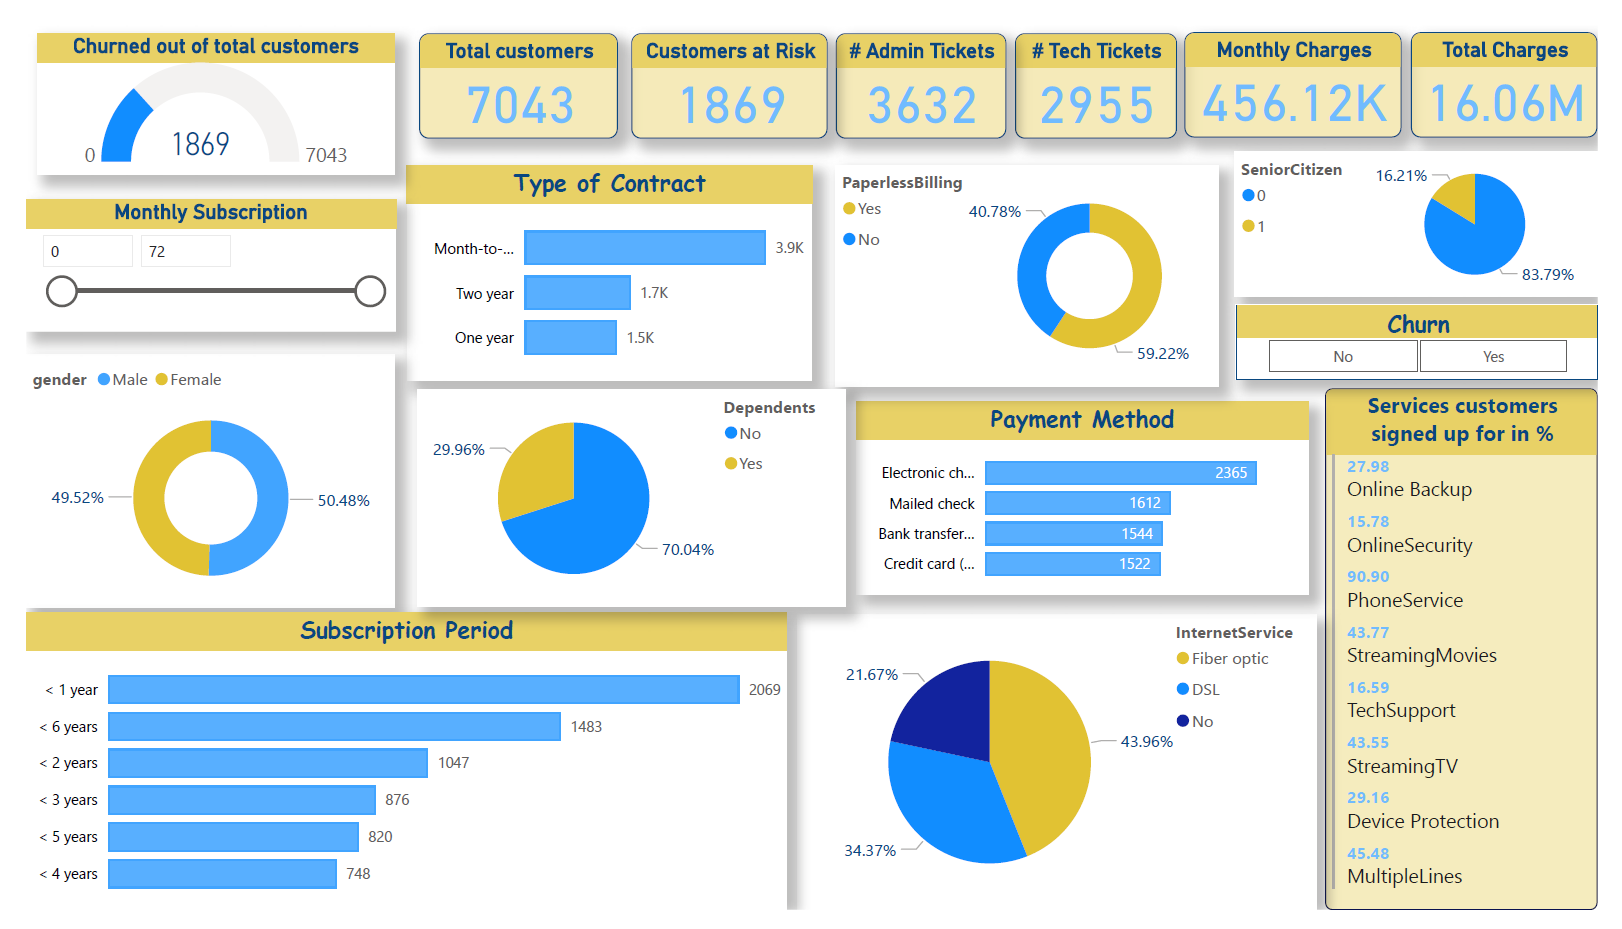 Churned out of total customers
0
1869
7043
Total customers
7043
Customers at Risk
1869
# Admin Tickets
3632
# Tech Tickets
2955
Monthly Charges
456.12K
Total Charges
16.06M
Monthly Subscription
0
72
Type of Contract
Month-to-...
3.9K
Two year
1.7K
One year
1.5K
PaperlessBilling
Yes
No
40.78%
59.22%
SeniorCitizen
0
1
16.21%
83.79%
Churn
No
Yes
gender
Male
Female
49.52%
50.48%
Dependents
No
Yes
29.96%
70.04%
Payment Method
Electronic ch...
2365
Mailed check
1612
Bank transfer...
1544
Credit card (...
1522
Services customers
signed up for in %
27.98
Online Backup
15.78
OnlineSecurity
90.90
PhoneService
43.77
StreamingMovies
16.59
TechSupport
43.55
StreamingTV
29.16
Device Protection
45.48
MultipleLines
Subscription Period
< 1 year
2069
< 6 years
1483
< 2 years
1047
< 3 years
876
< 5 years
820
< 4 years
748
InternetService
Fiber optic
DSL
No
21.67%
43.96%
34.37%